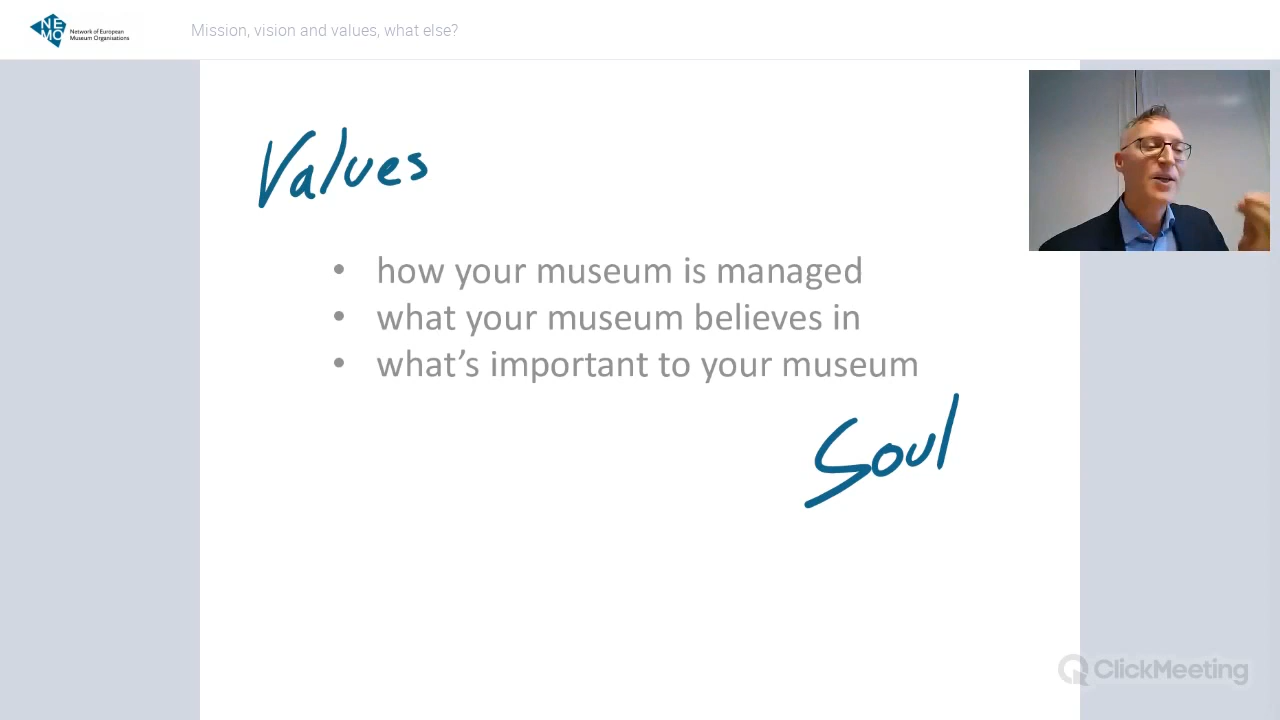 NE
MO
Network of European
Museum Organisations
Mission, vision and values, what else?
Values
• how your museum is managed
• what your museum believes in
• what's important to your museum
Soul
ClickMeeting